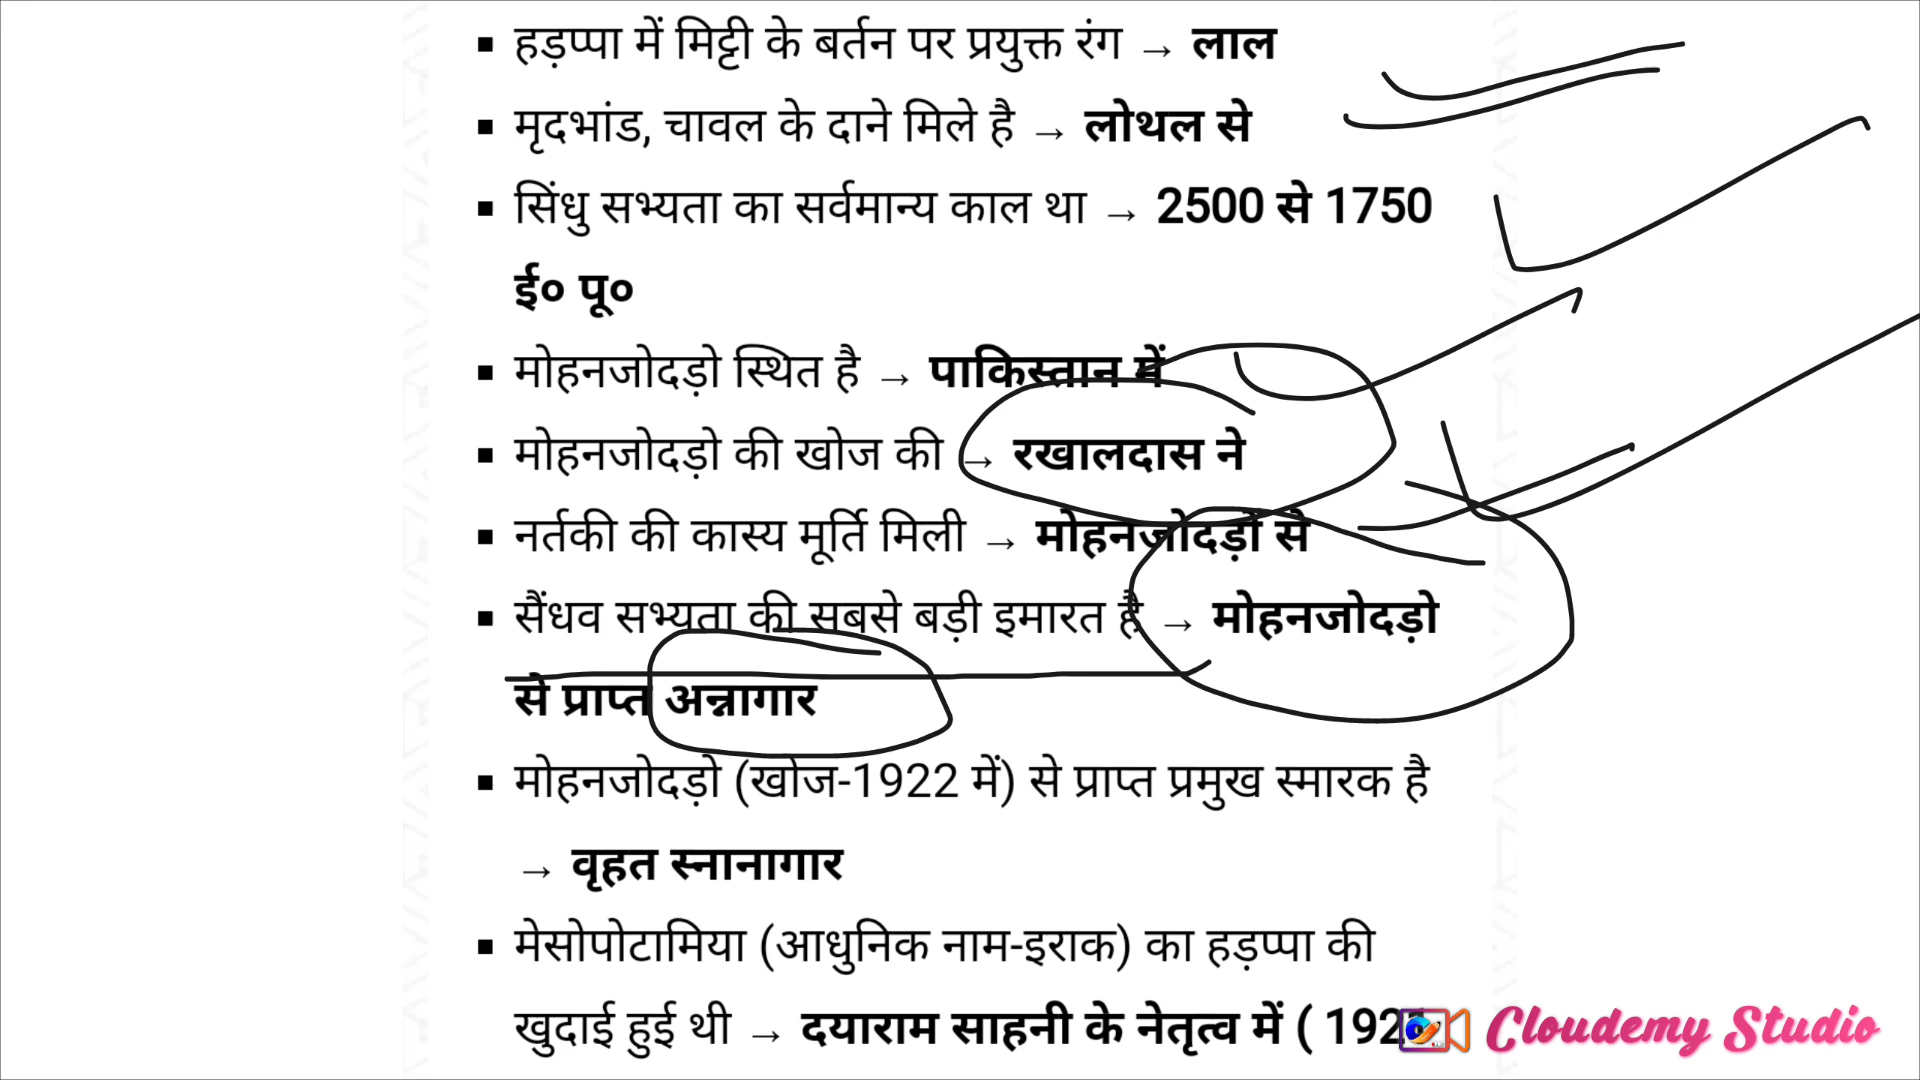 ▪ हड़प्पा में मिट्टी के बर्तन पर प्रयुक्त रंग → लाल
▪ मृदभांड, चावल के दाने मिले है → लोथल से
▪ सिंधु सभ्यता का सर्वमान्य काल था → 2500 से 1750
ई० पू०
▪ मोहनजोदड़ो स्थित है → पाकिस्तान में
▪ मोहनजोदड़ो की खोज की → रखालदास ने
▪ नर्तकी की कास्य मूर्ति मिली → मोहनजोदड़ों से
▪ सैंधव सभ्यता की सबसे बड़ी इमारत है → मोहनजोदड़ो
से प्राप्त अन्नागार
▪ मोहनजोदड़ो (खोज-1922 में) से प्राप्त प्रमुख स्मारक है
→ वृहत स्नानागार
▪ मेसोपोटामिया (आधुनिक नाम-इराक) का हड़प्पा की
खुदाई हुई थी → दयाराम साहनी के नेतृत्व में (
Cloudemy Studio